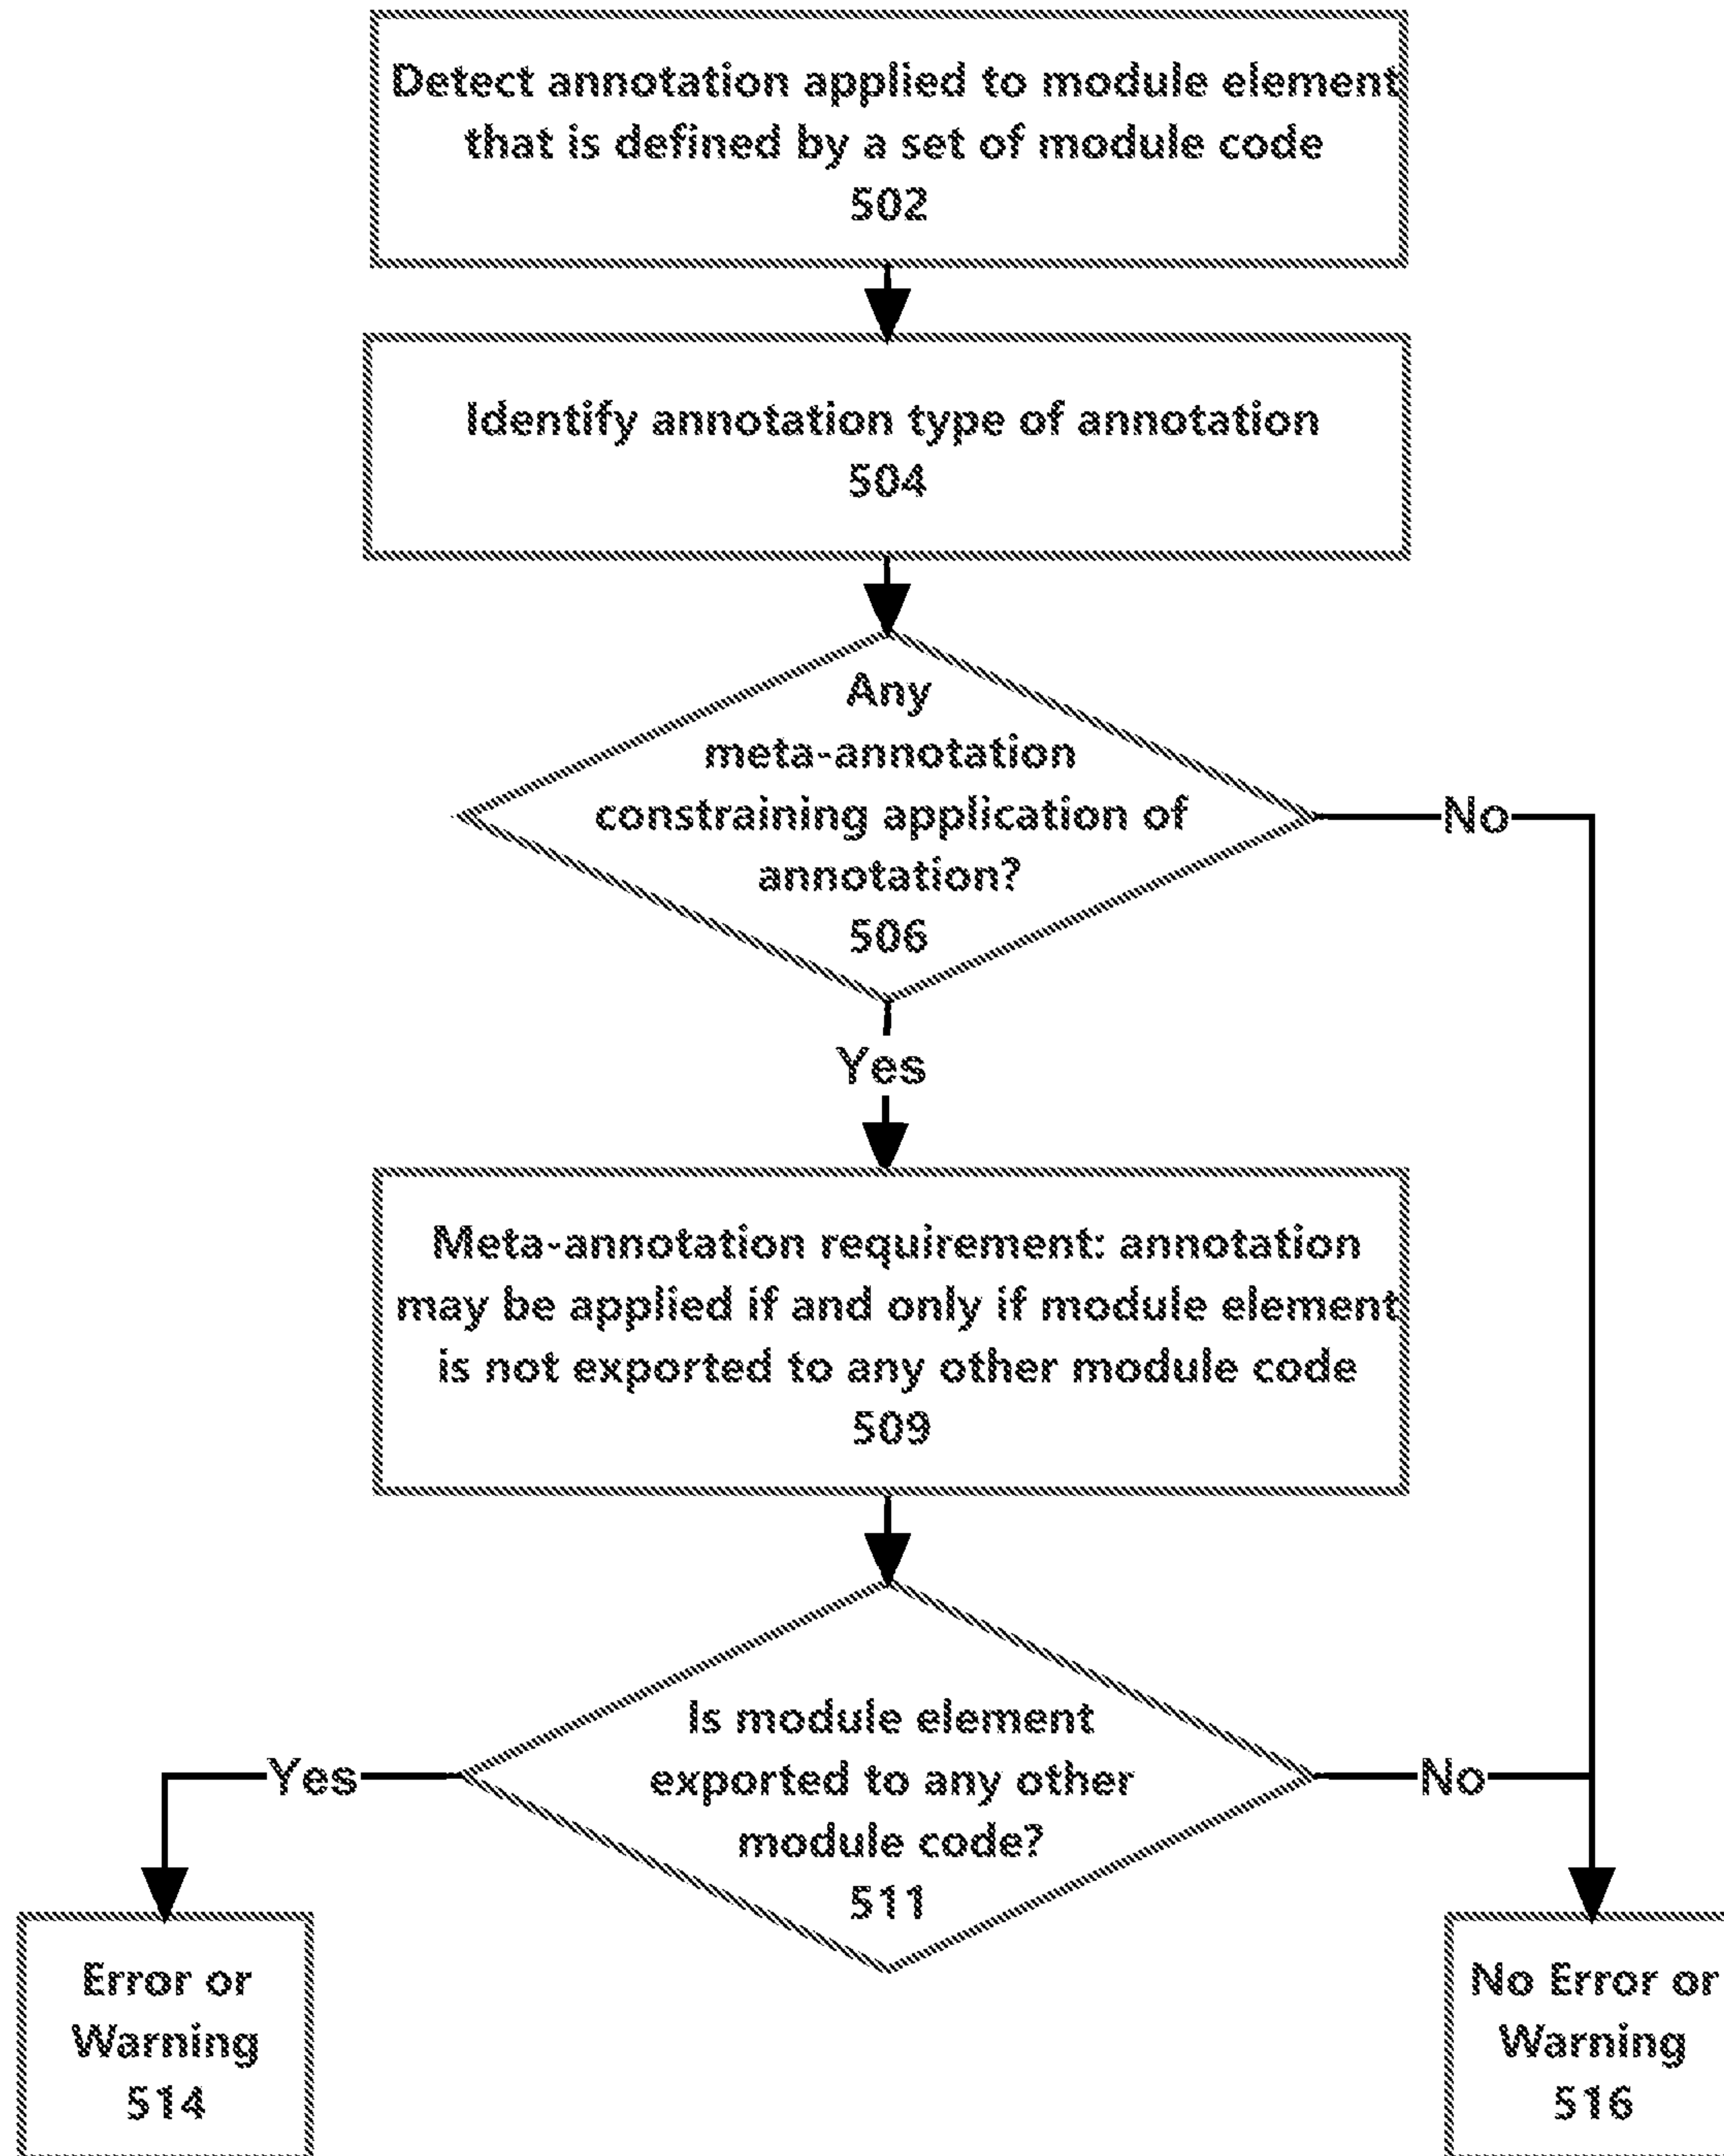 Detect annotation applied to module element
that is defined by a set of module code
502
Identify annotation type of annotation
504
Any
meta-annotation
constraining application of
annotation?
506
No
Yes
Meta-annotation requirement: annotation
may be applied if and only if module element
is not exported to any other module code
509
Is module element
exported to any other
module code?
511
Yes
No
Error or
Warning
514
No Error or
Warning
516